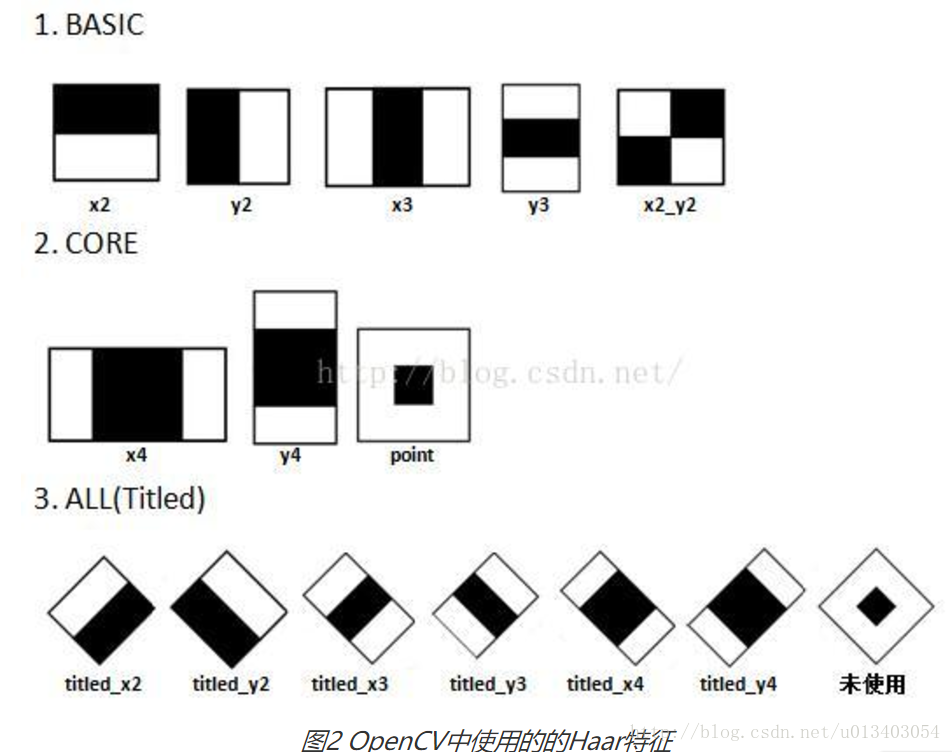 1. BASIC
x2 y2 x3 y3 x2_y2
2. CORE
http://blog.csdn.net/
x4 y4 point
3. ALL(Titled)
titled_x2 titled_y2 titled_x3 titled_y3 titled_x4 titled_y4 未使用
图2 OpenCV中使用的的Haar特征
http://blog.csdn.net/u013403054